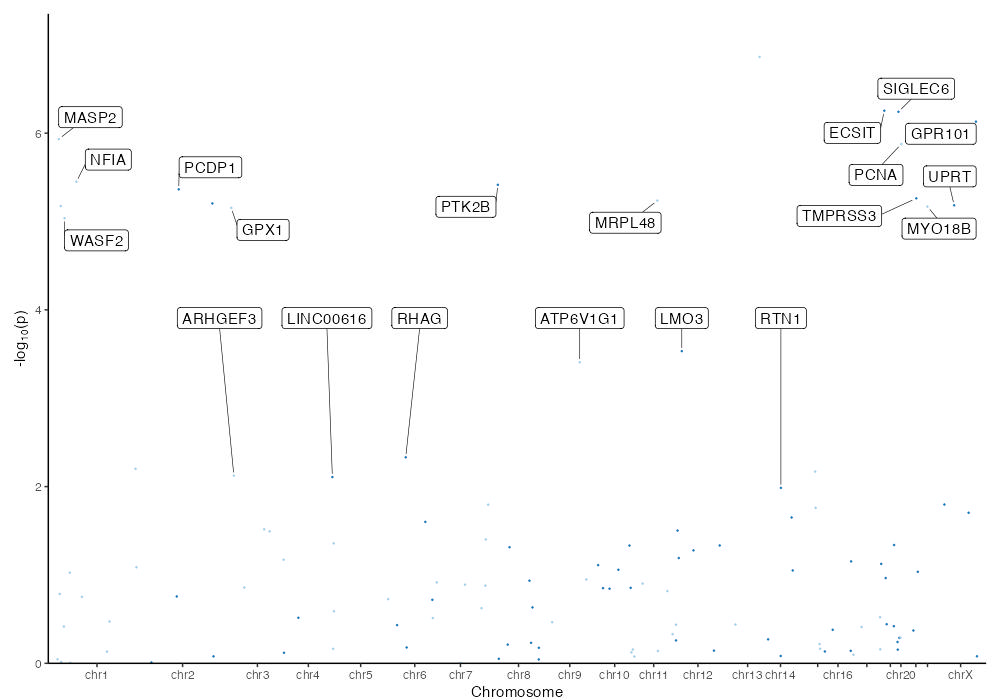 SIGLEC6
MASP2
ECSIT
GPR101
6
NFIA
PCDP1
PCNA
UPRT
PTK2B
TMPRSS3
MRPL48
GPX1
MYO18B
WASF2
4
ARHGEF3
LINC00616
RHAG
ATP6V1G1
LMO3
RTN1
-log10(p)
2
0
chr1 chr2 chr3 chr4 chr5 chr6 chr7 chr8 chr9 chr10 chr11 chr12 chr13 chr14 chr16 chr20 chrX
Chromosome